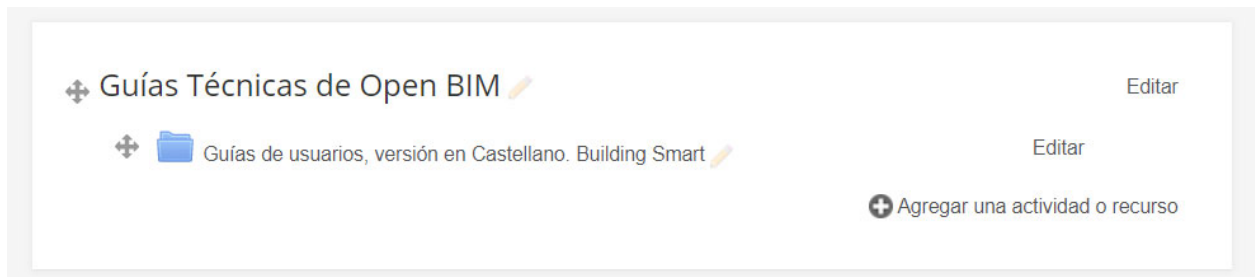 Guías Técnicas de Open BIM
Editar
Guías de usuarios, versión en Castellano. Building Smart
Editar
Agregar una actividad o recurso